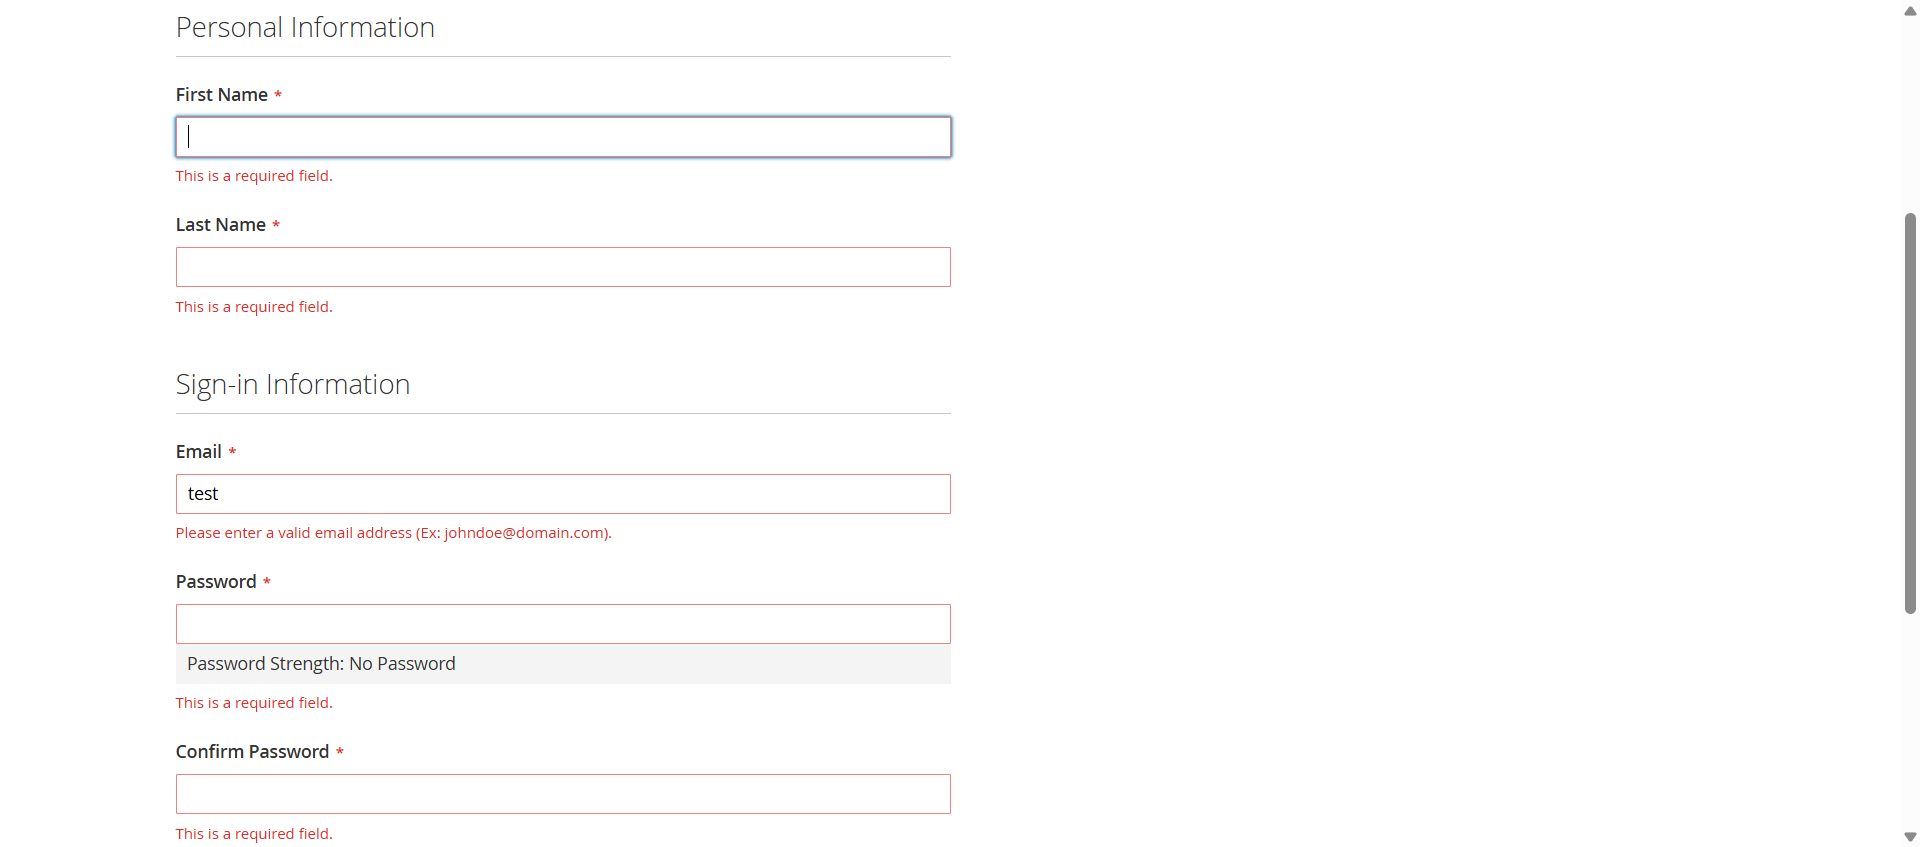 Personal Information
First Name *
This is a required field.
Last Name *
This is a required field.
Sign-in Information
Email *
test
Please enter a valid email address (Ex: johndoe@domain.com).
Password *
Password Strength: No Password
This is a required field.
Confirm Password *
This is a required field.